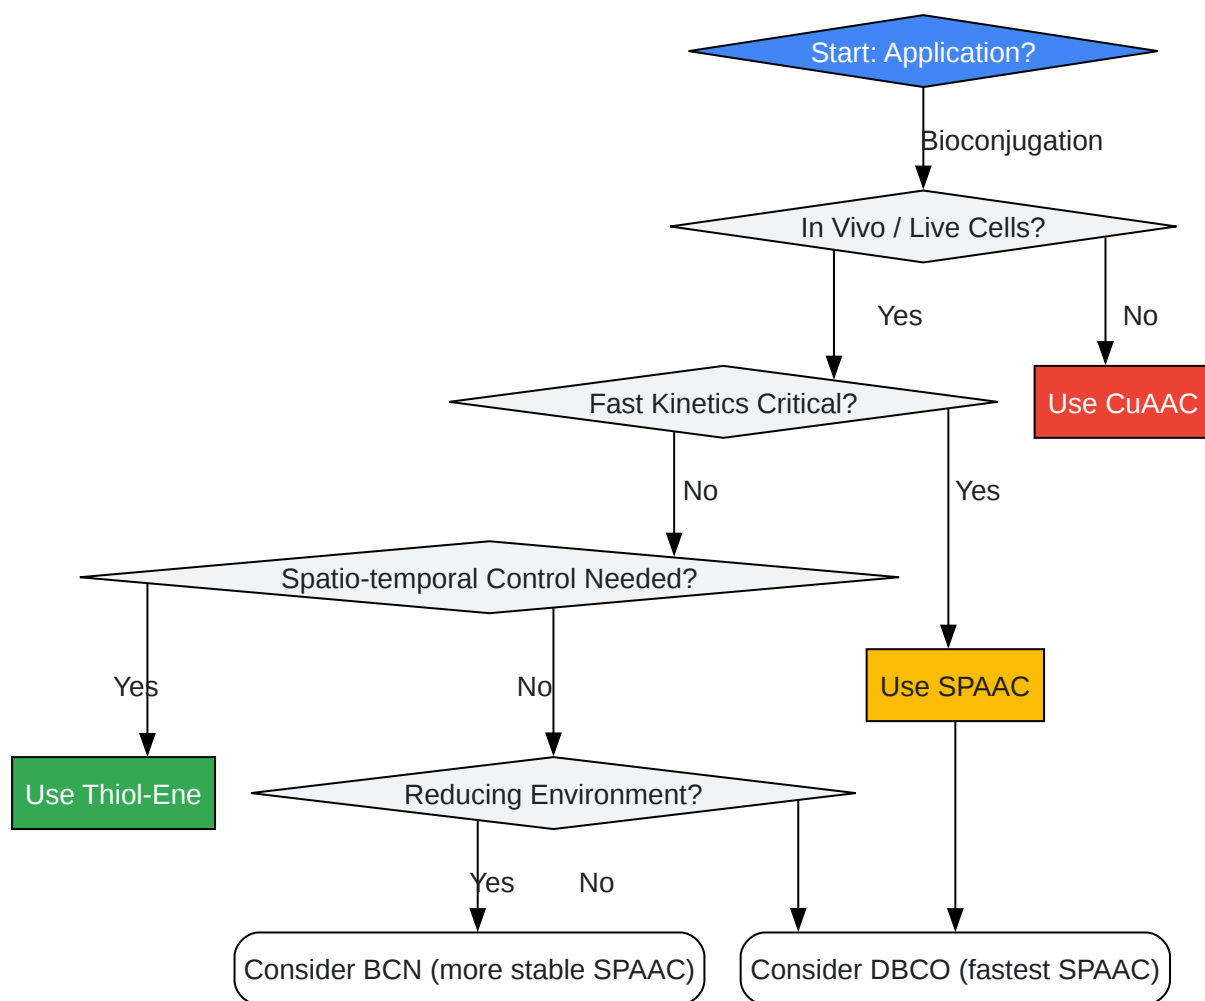 Start: Application?
Bioconjugation
In Vivo / Live Cells?
Yes
No
Fast Kinetics Critical?
Use CuAAC
No
Yes
Spatio-temporal Control Needed?
Yes
No
Use SPAAC
Use Thiol-Ene
Reducing Environment?
Yes
No
Consider BCN (more stable SPAAC)
Consider DBCO (fastest SPAAC)